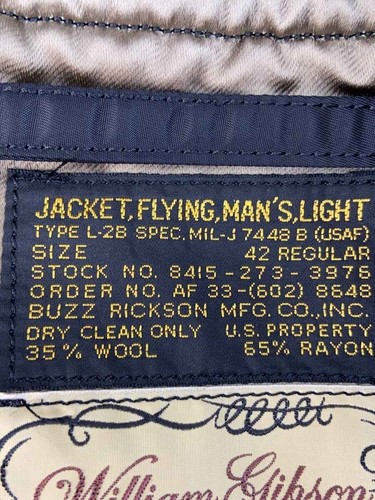 JACKET,FLYING,MAN'S,LIGHT
TYPE L-2B SPEC. MIL-J 7448 B (USAF)
SIZE 42 REGULAR
STOCK NO. 8415-273-3976
ORDER NO. AF 33-(602) 8648
BUZZ RICKSON MFG. CO., INC.
DRY CLEAN ONLY U.S. PROPERTY
35% WOOL 65% RAYON
William Gibson